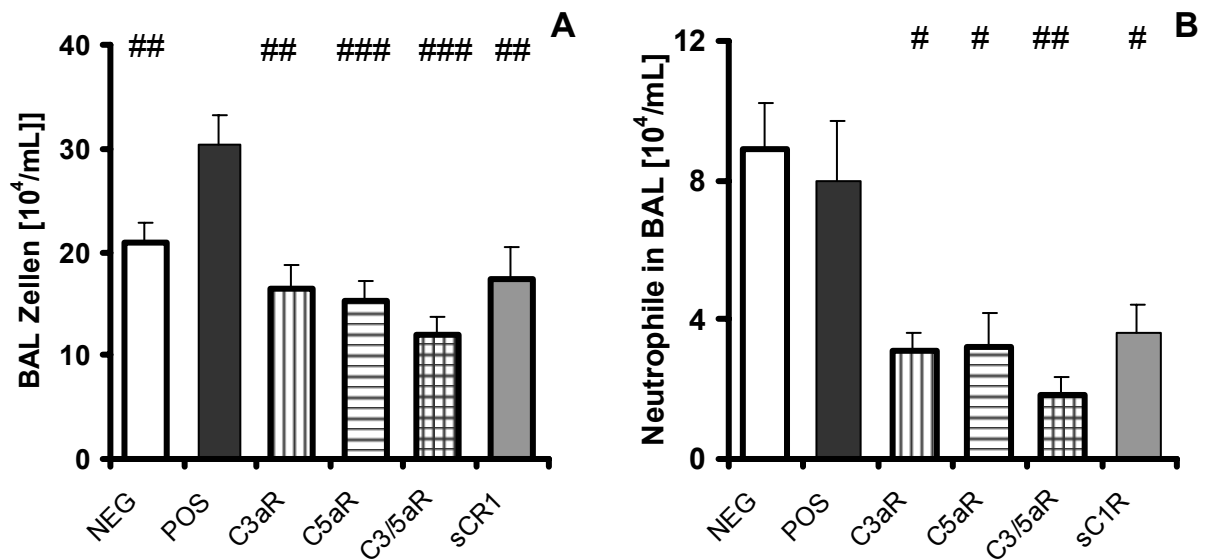 A
## ## ### ### ##
BAL Zellen [10⁴/mL]]
40
30
20
10
0
NEG POS C3aR C5aR C3/5aR sCR1
B
# # ## #
Neutrophile in BAL [10⁴/mL]
12
8
4
0
NEG POS C3aR C5aR C3/5aR sC1R